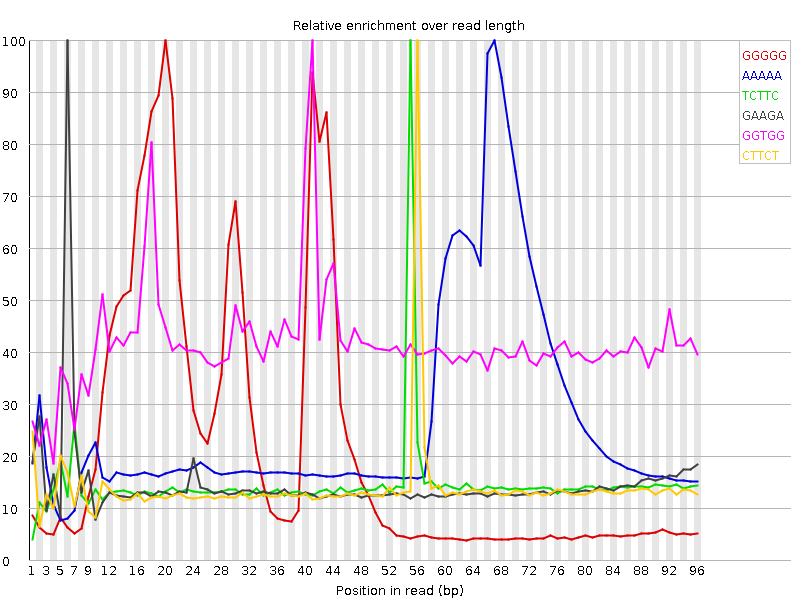 Relative enrichment over read length
100
90
80
70
60
50
40
30
20
10
0
GGGGG
AAAAA
TCTTC
GAAGA
GGTGG
CTTCT
1 3 5 7 9 12 16 20 24 28 32 36 40 44 48 52 56 60 64 68 72 76 80 84 88 92 96
Position in read (bp)